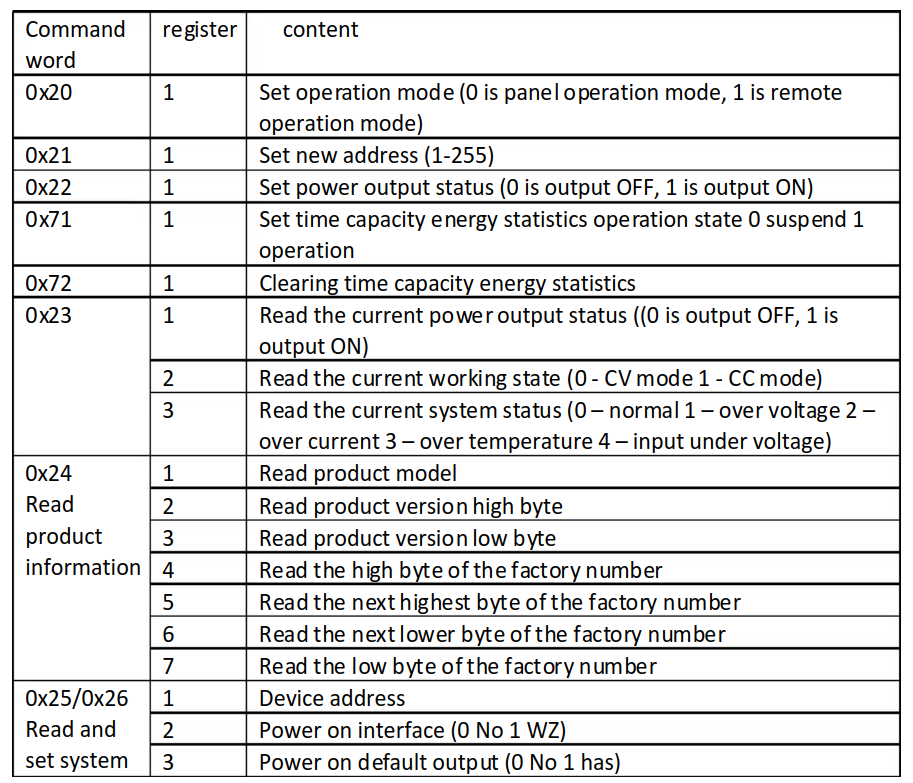 Command register content
word
0x20 1 Set operation mode (0 is panel operation mode, 1 is remote
operation mode)
0x21 1 Set new address (1-255)
0x22 1 Set power output status (0 is output OFF, 1 is output ON)
0x71 1 Set time capacity energy statistics operation state 0 suspend 1
operation
0x72 1 Clearing time capacity energy statistics
0x23 1 Read the current power output status ((0 is output OFF, 1 is
output ON)
2 Read the current working state (0 - CV mode 1 - CC mode)
3 Read the current system status (0 – normal 1 – over voltage 2 –
over current 3 – over temperature 4 – input under voltage)
0x24 1 Read product model
Read 2 Read product version high byte
product 3 Read product version low byte
information 4 Read the high byte of the factory number
5 Read the next highest byte of the factory number
6 Read the next lower byte of the factory number
7 Read the low byte of the factory number
0x25/0x26 1 Device address
Read and 2 Power on interface (0 No 1 WZ)
set system 3 Power on default output (0 No 1 has)